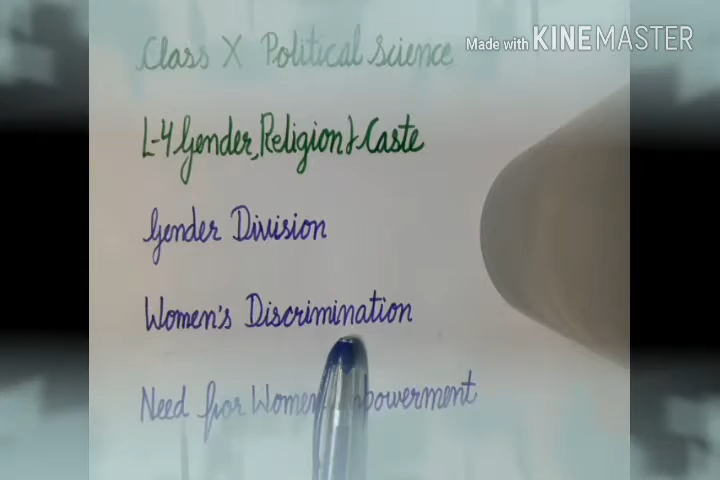 Class X Political Science
Made with KINEMASTER
L-4 Gender, Religion & Caste
Gender Division
Women's Discrimination
Need for Women